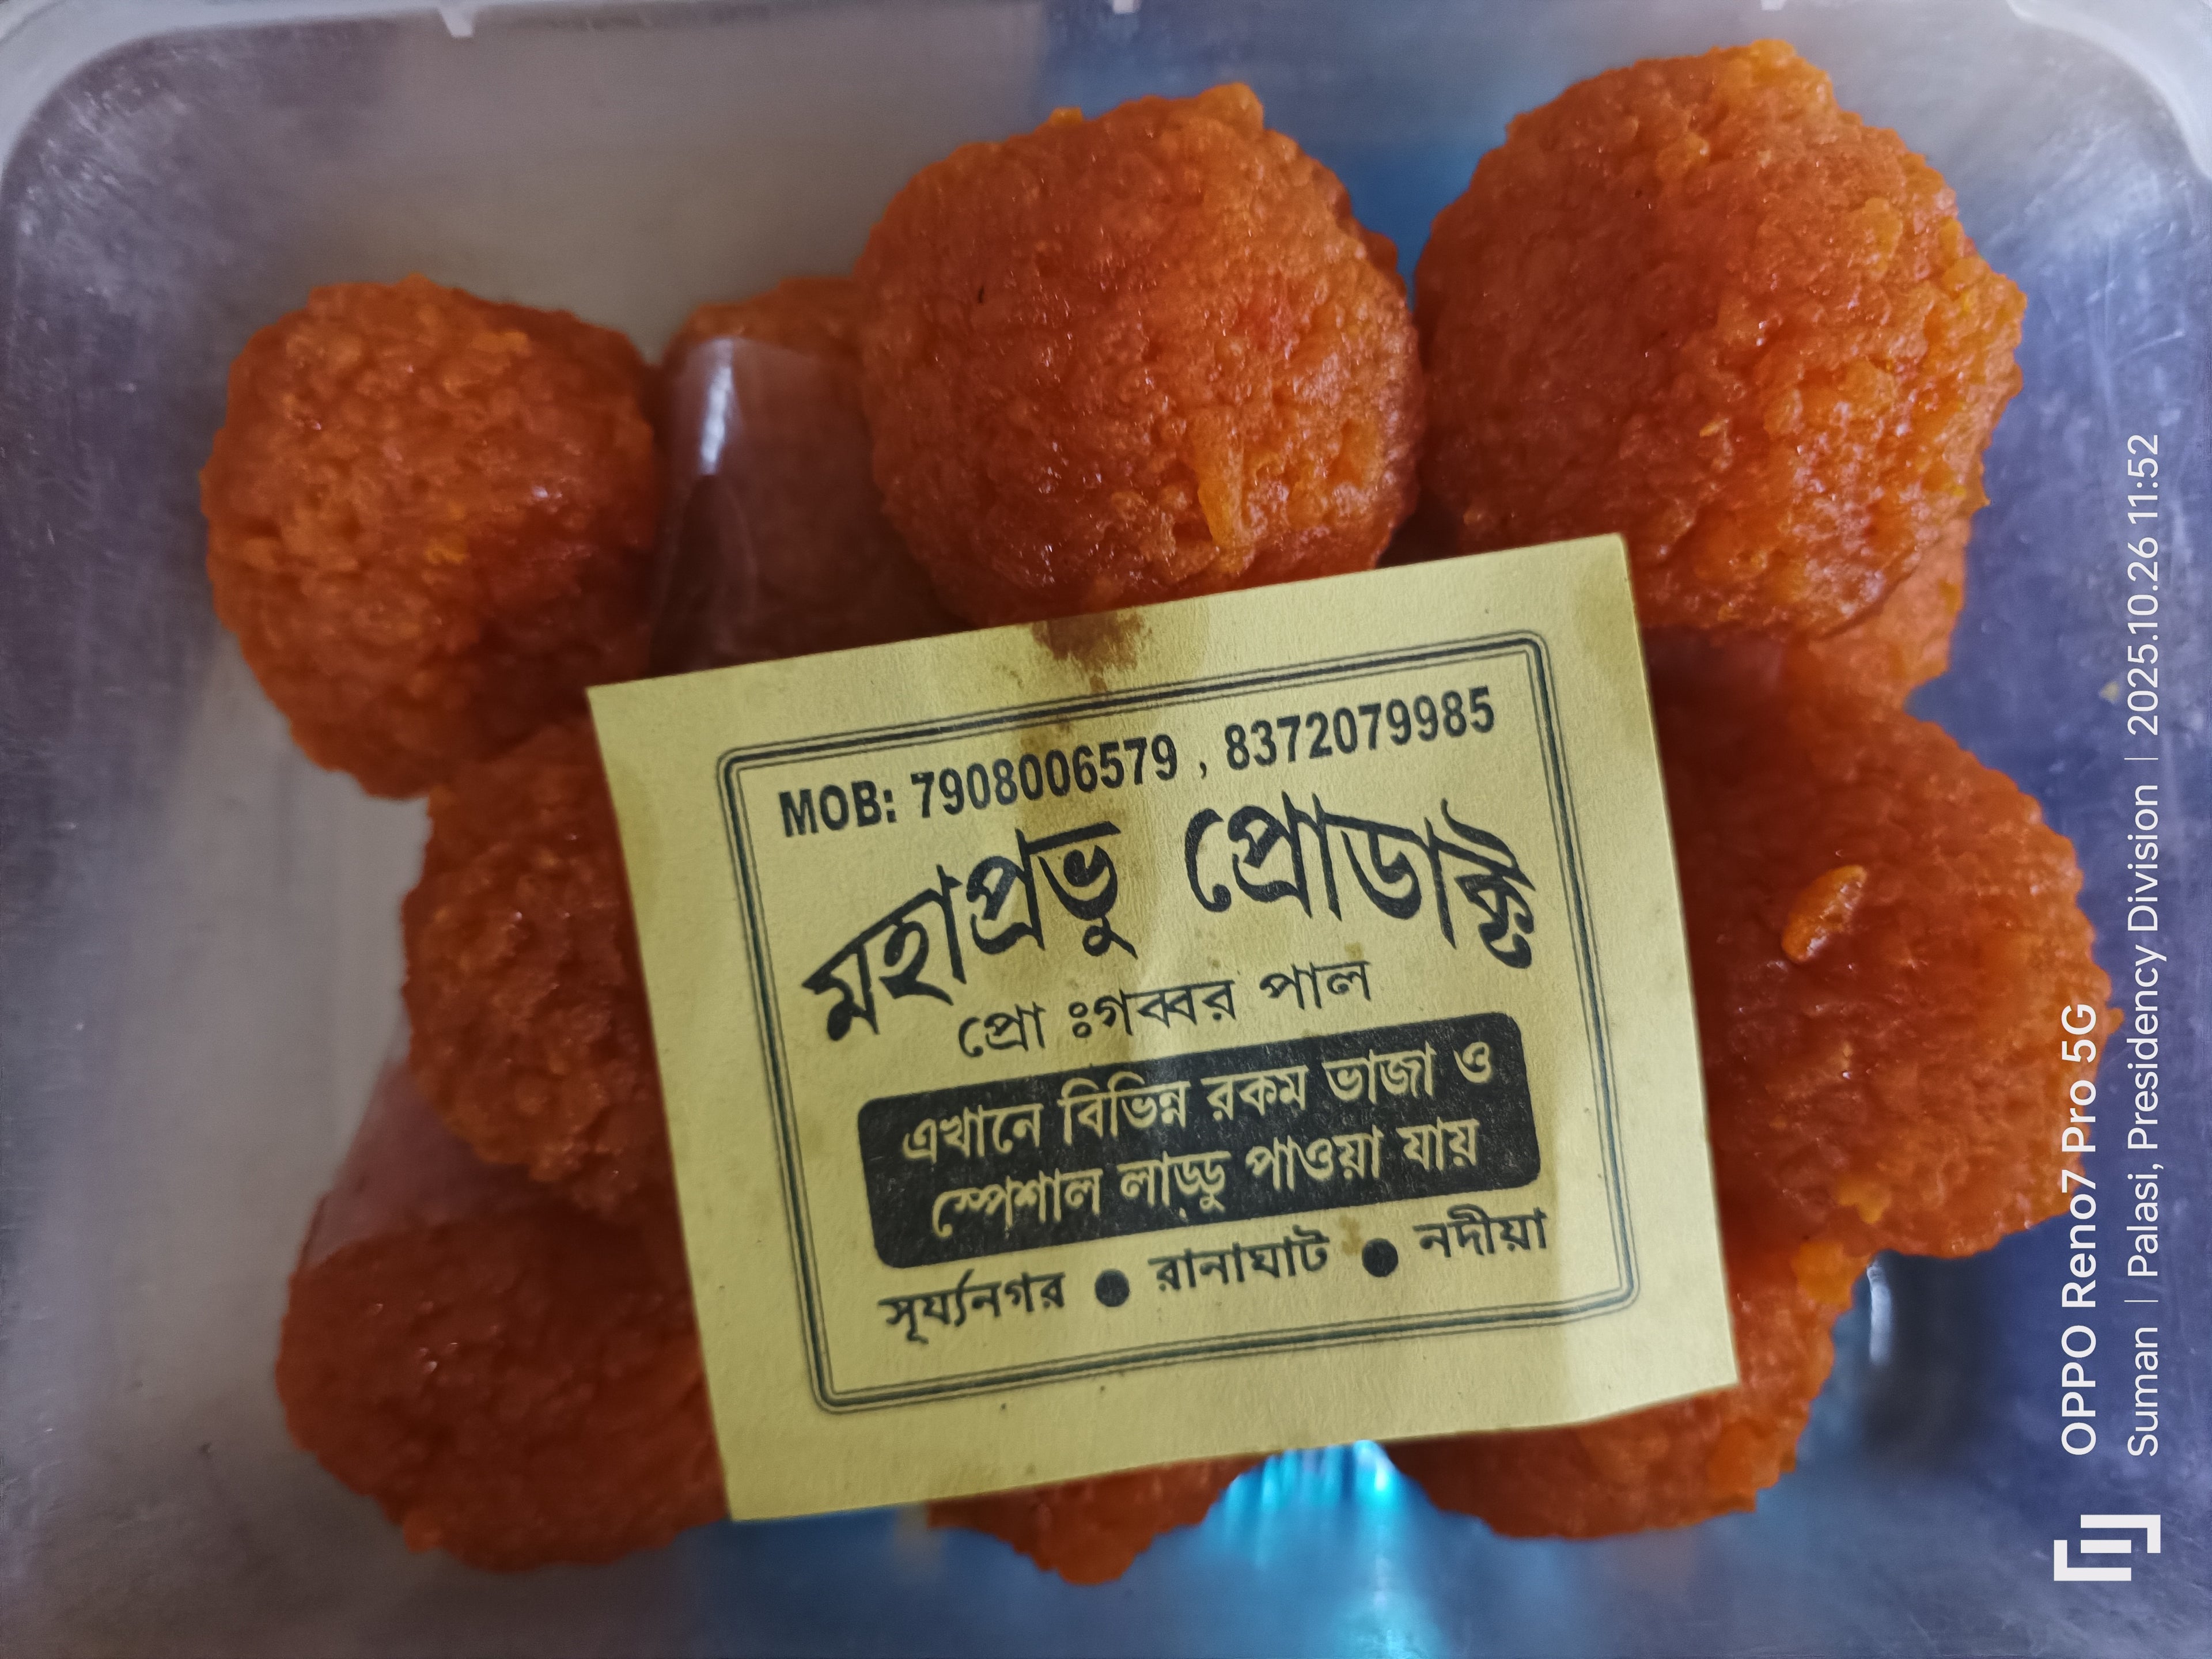 MOB: 7908006579 , 8372079985
মহাপ্রভু প্রোডাক্ট
প্রো ঃগব্বর পাল
এখানে বিভিন্ন রকম ভাজা ও
স্পেশাল লাড্ডু পাওয়া যায়
সূর্য্যনগর ● রানাঘাট ● নদীয়া
OPPO Reno7 Pro 5G
Suman | Palasi, Presidency Division | 2025.10.26 11:52